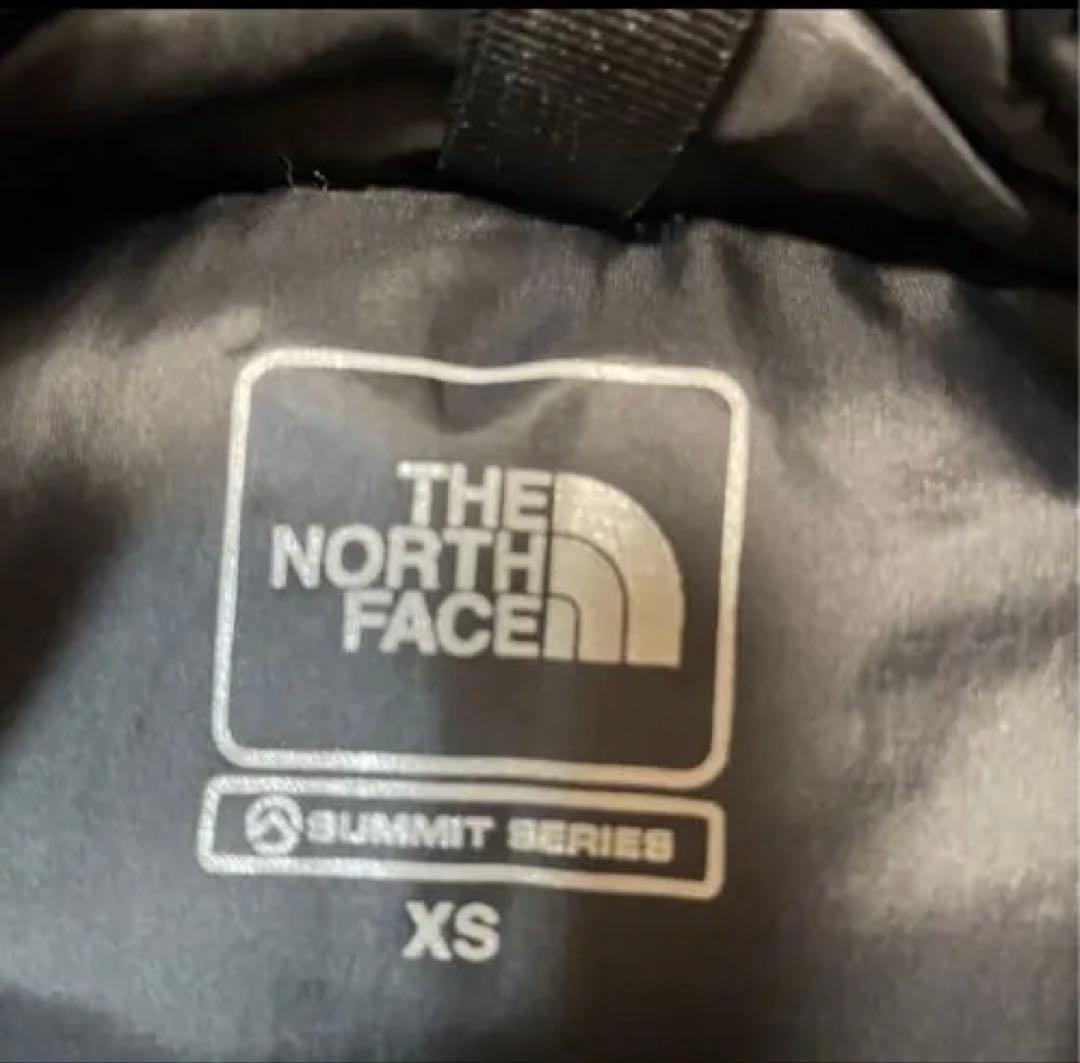 THE
NORTH
FACE
SUMMIT SERIES
XS